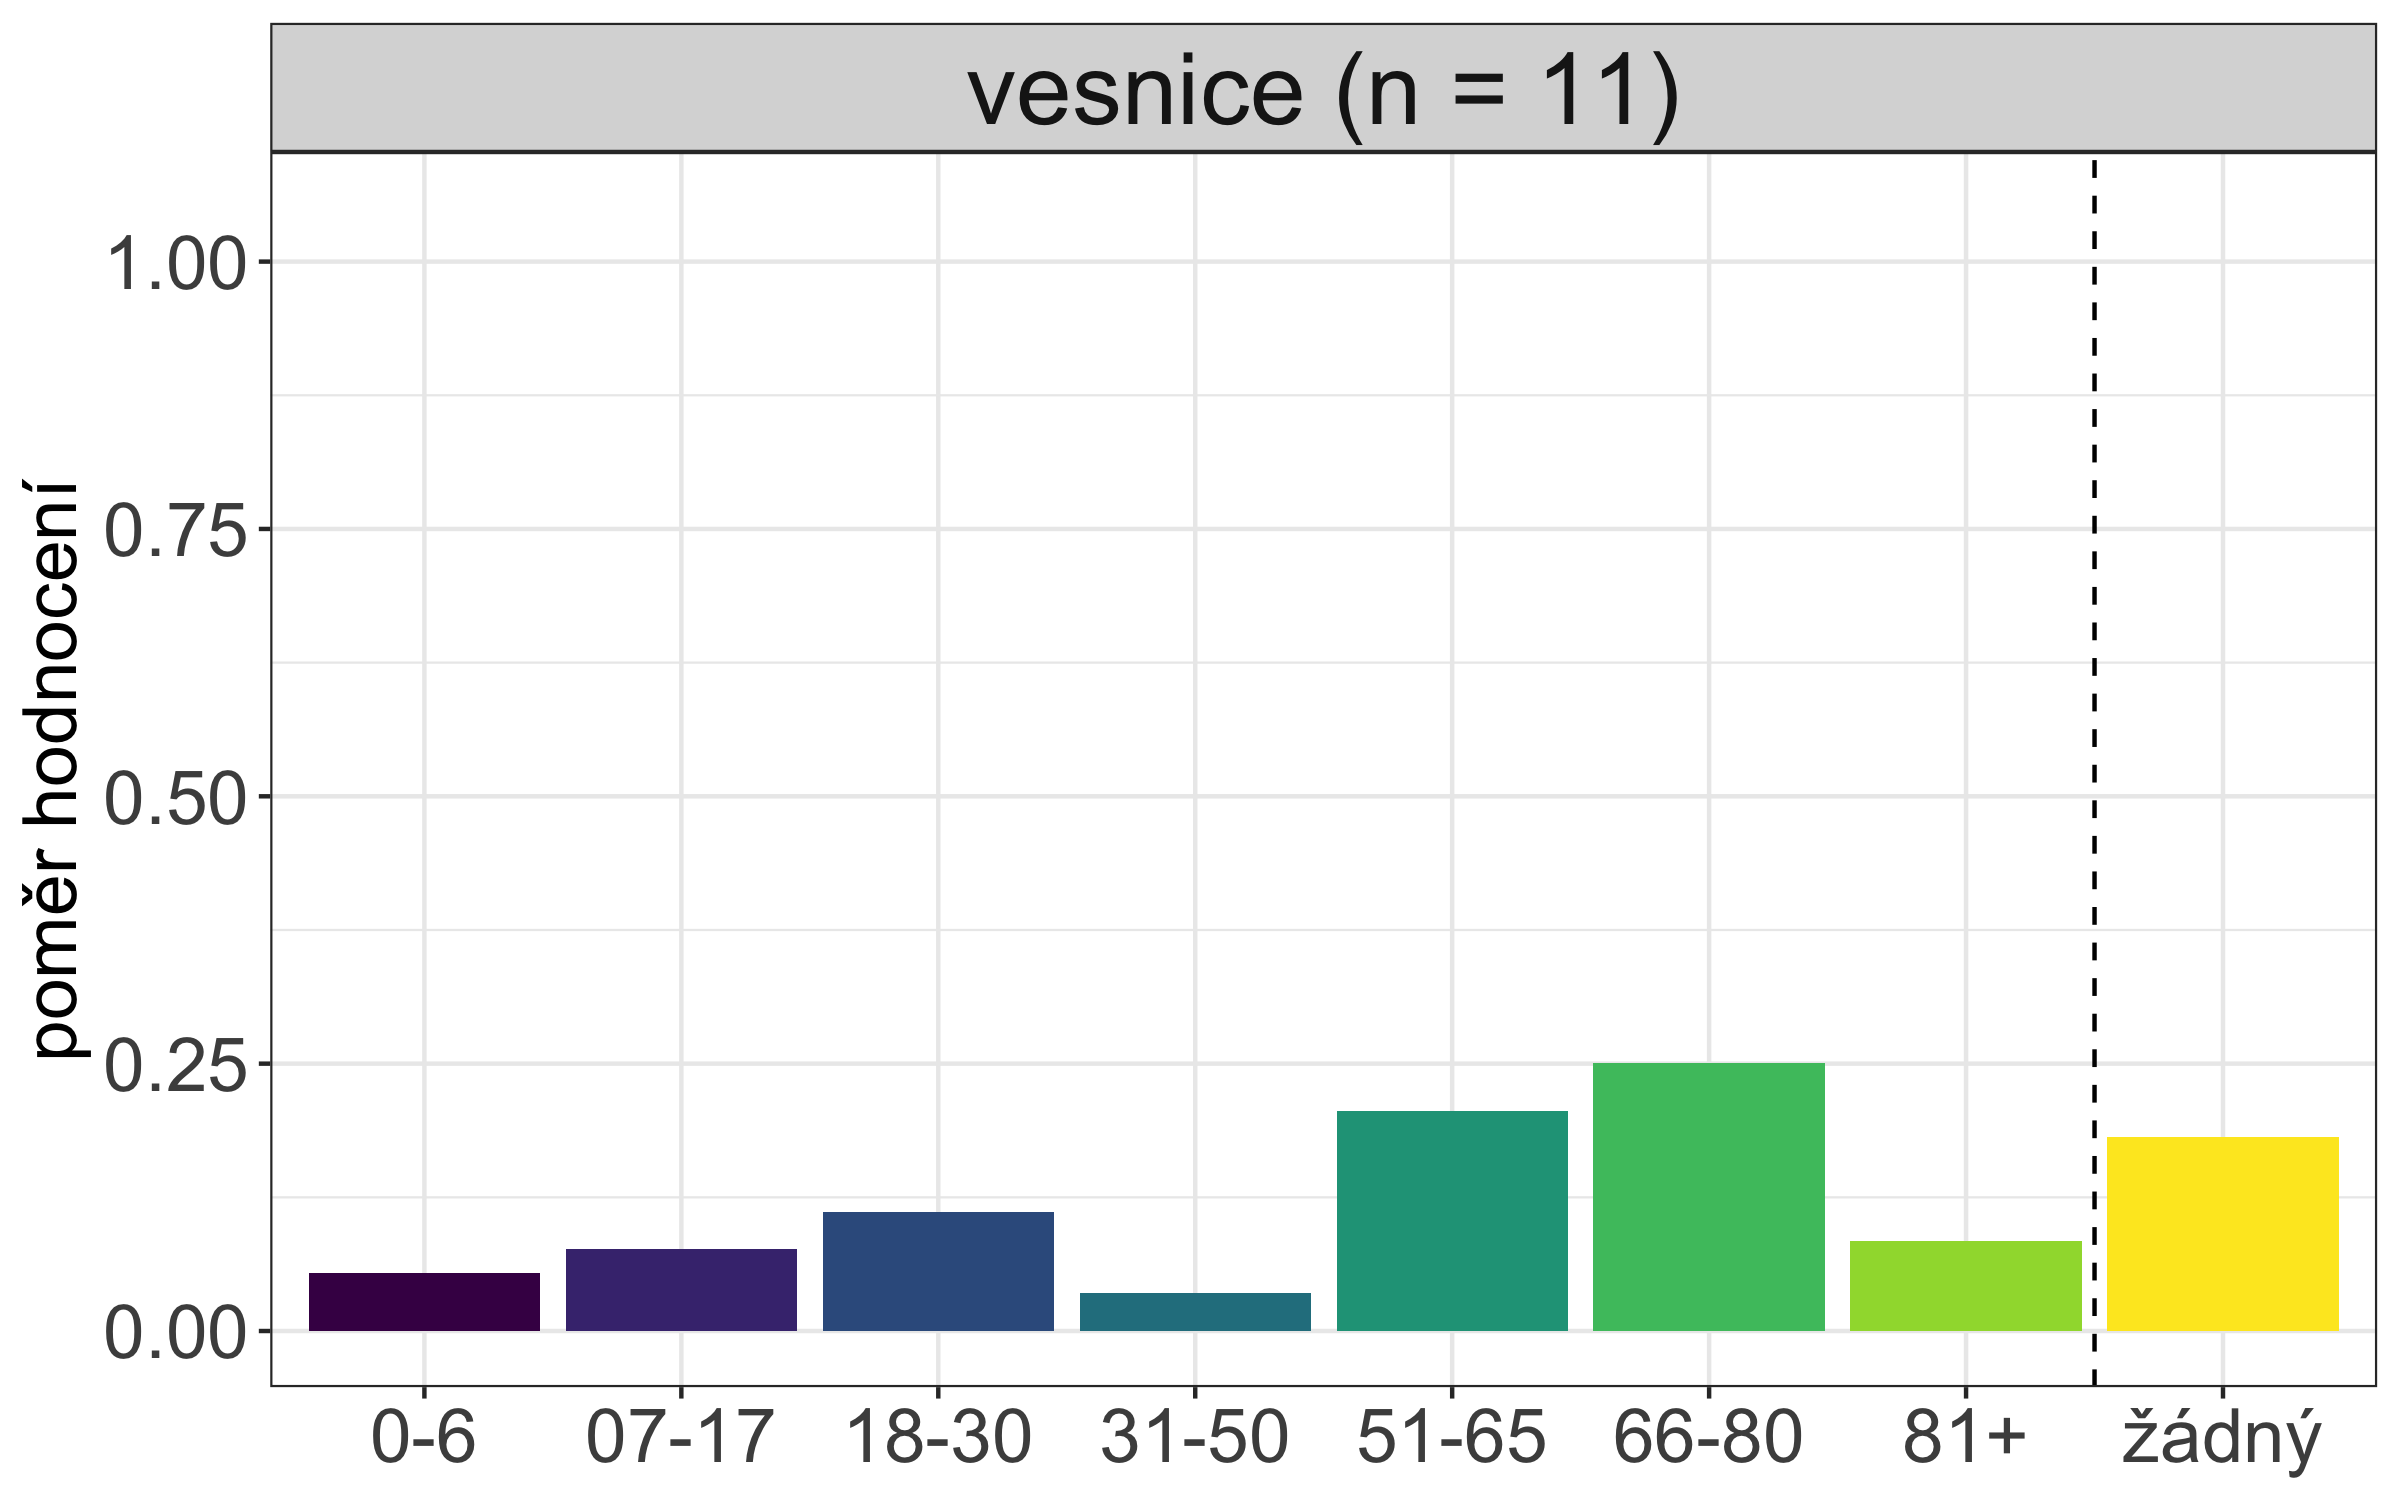 vesnice (n = 11)
poměr hodnocení
1.00
0.75
0.50
0.25
0.00
0-6 07-17 18-30 31-50 51-65 66-80 81+ žádný